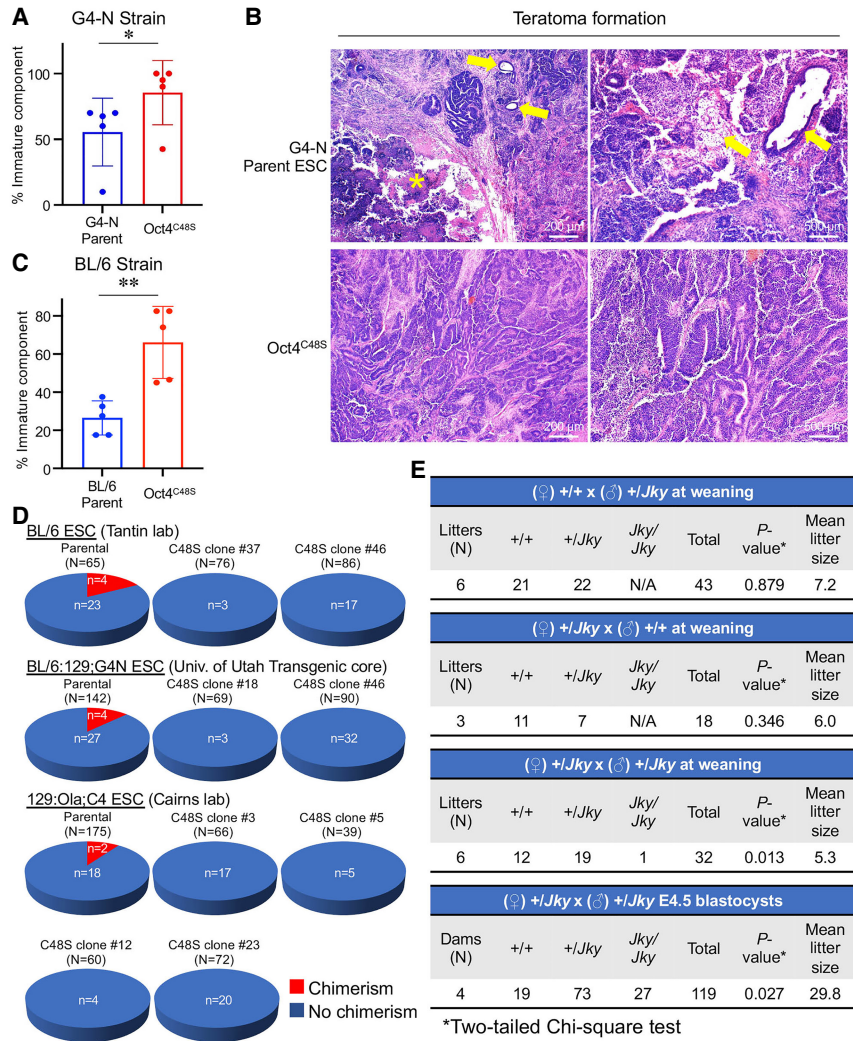 A
G4-N Strain
*
% Immature component
100
50
0
G4-N
Parent
Oct4C48S
B
Teratoma formation
G4-N
Parent ESC
*
200 μm
500 μm
Oct4C48S
200 μm
500 μm
C
BL/6 Strain
**
% Immature component
80
60
40
20
0
BL/6
Parent
Oct4C48S
D
BL/6 ESC (Tantin lab)
Parental
(N=65)
C48S clone #37
(N=76)
C48S clone #46
(N=86)
n=4
n=23
n=3
n=17
BL/6:129;G4N ESC (Univ. of Utah Transgenic core)
Parental
(N=142)
C48S clone #18
(N=69)
C48S clone #46
(N=90)
n=4
n=27
n=3
n=32
129:Ola;C4 ESC (Cairns lab)
Parental
(N=175)
C48S clone #3
(N=66)
C48S clone #5
(N=39)
n=2
n=18
n=17
n=5
C48S clone #12
(N=60)
C48S clone #23
(N=72)
n=4
n=20
Chimerism
No chimerism
E
(♀) +/+ x (♂) +/Jky at weaning
Litters (N) +/+ +/Jky Jky/Jky Total P-value* Mean litter size
6 21 22 N/A 43 0.879 7.2
(♀) +/Jky x (♂) +/+ at weaning
Litters (N) +/+ +/Jky Jky/Jky Total P-value* Mean litter size
3 11 7 N/A 18 0.346 6.0
(♀) +/Jky x (♂) +/Jky at weaning
Litters (N) +/+ +/Jky Jky/Jky Total P-value* Mean litter size
6 12 19 1 32 0.013 5.3
(♀) +/Jky x (♂) +/Jky E4.5 blastocysts
Dams (N) +/+ +/Jky Jky/Jky Total P-value* Mean litter size
4 19 73 27 119 0.027 29.8
*Two-tailed Chi-square test